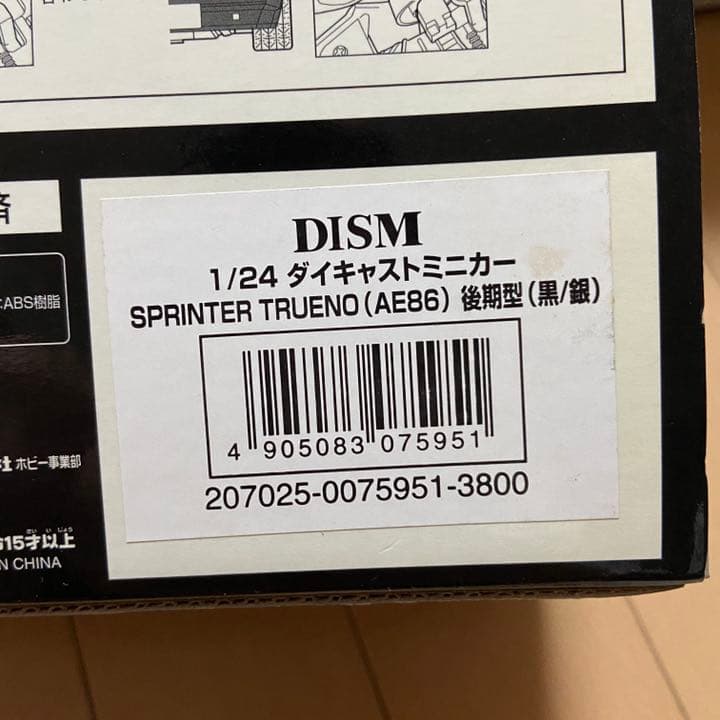 済
:ABS樹脂
社 ホビー事業部
15才以上
N CHINA
DISM
1/24 ダイキャストミニカー
SPRINTER TRUENO(AE86) 後期型(黒/銀)
4 905083 075951
207025-0075951-3800